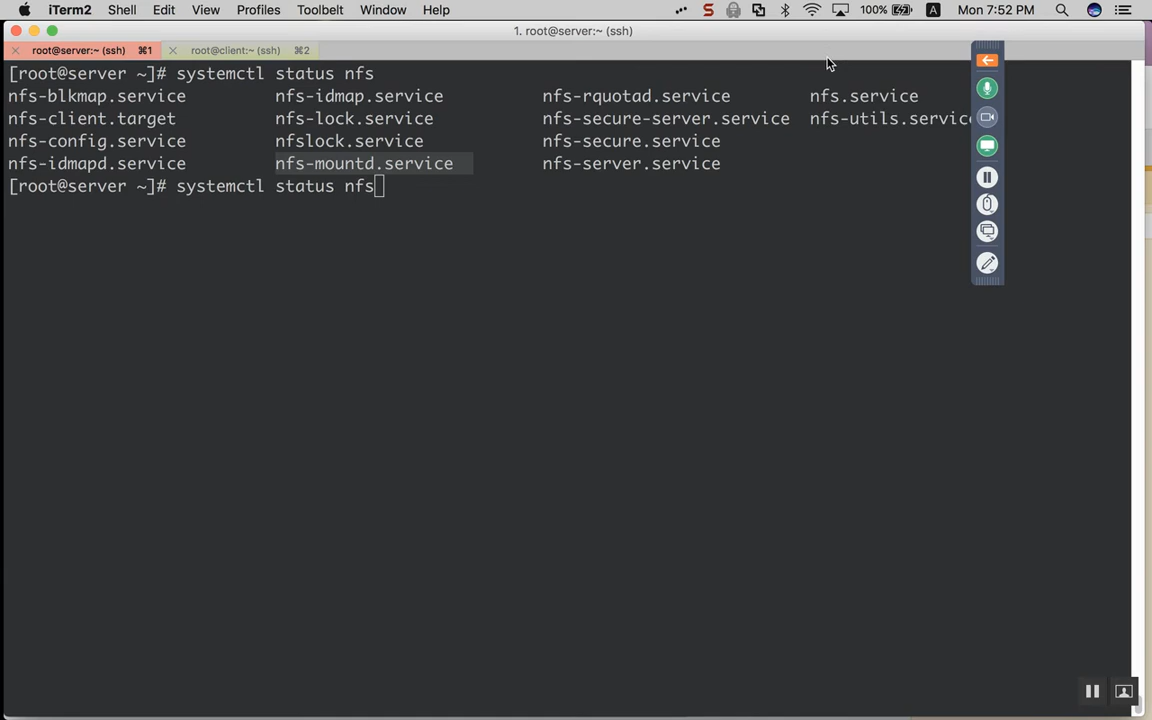 iTerm2 Shell Edit View Profiles Toolbelt Window Help 100% A Mon 7:52 PM
1. root@server:~ (ssh)
root@server:~ (ssh) ⌘1 root@client:~ (ssh) ⌘2
[root@server ~]# systemctl status nfs
nfs-blkmap.service nfs-idmap.service nfs-rquotad.service nfs.service
nfs-client.target nfs-lock.service nfs-secure-server.service nfs-utils.service
nfs-config.service nfslock.service nfs-secure.service
nfs-idmapd.service nfs-mountd.service nfs-server.service
[root@server ~]# systemctl status nfs